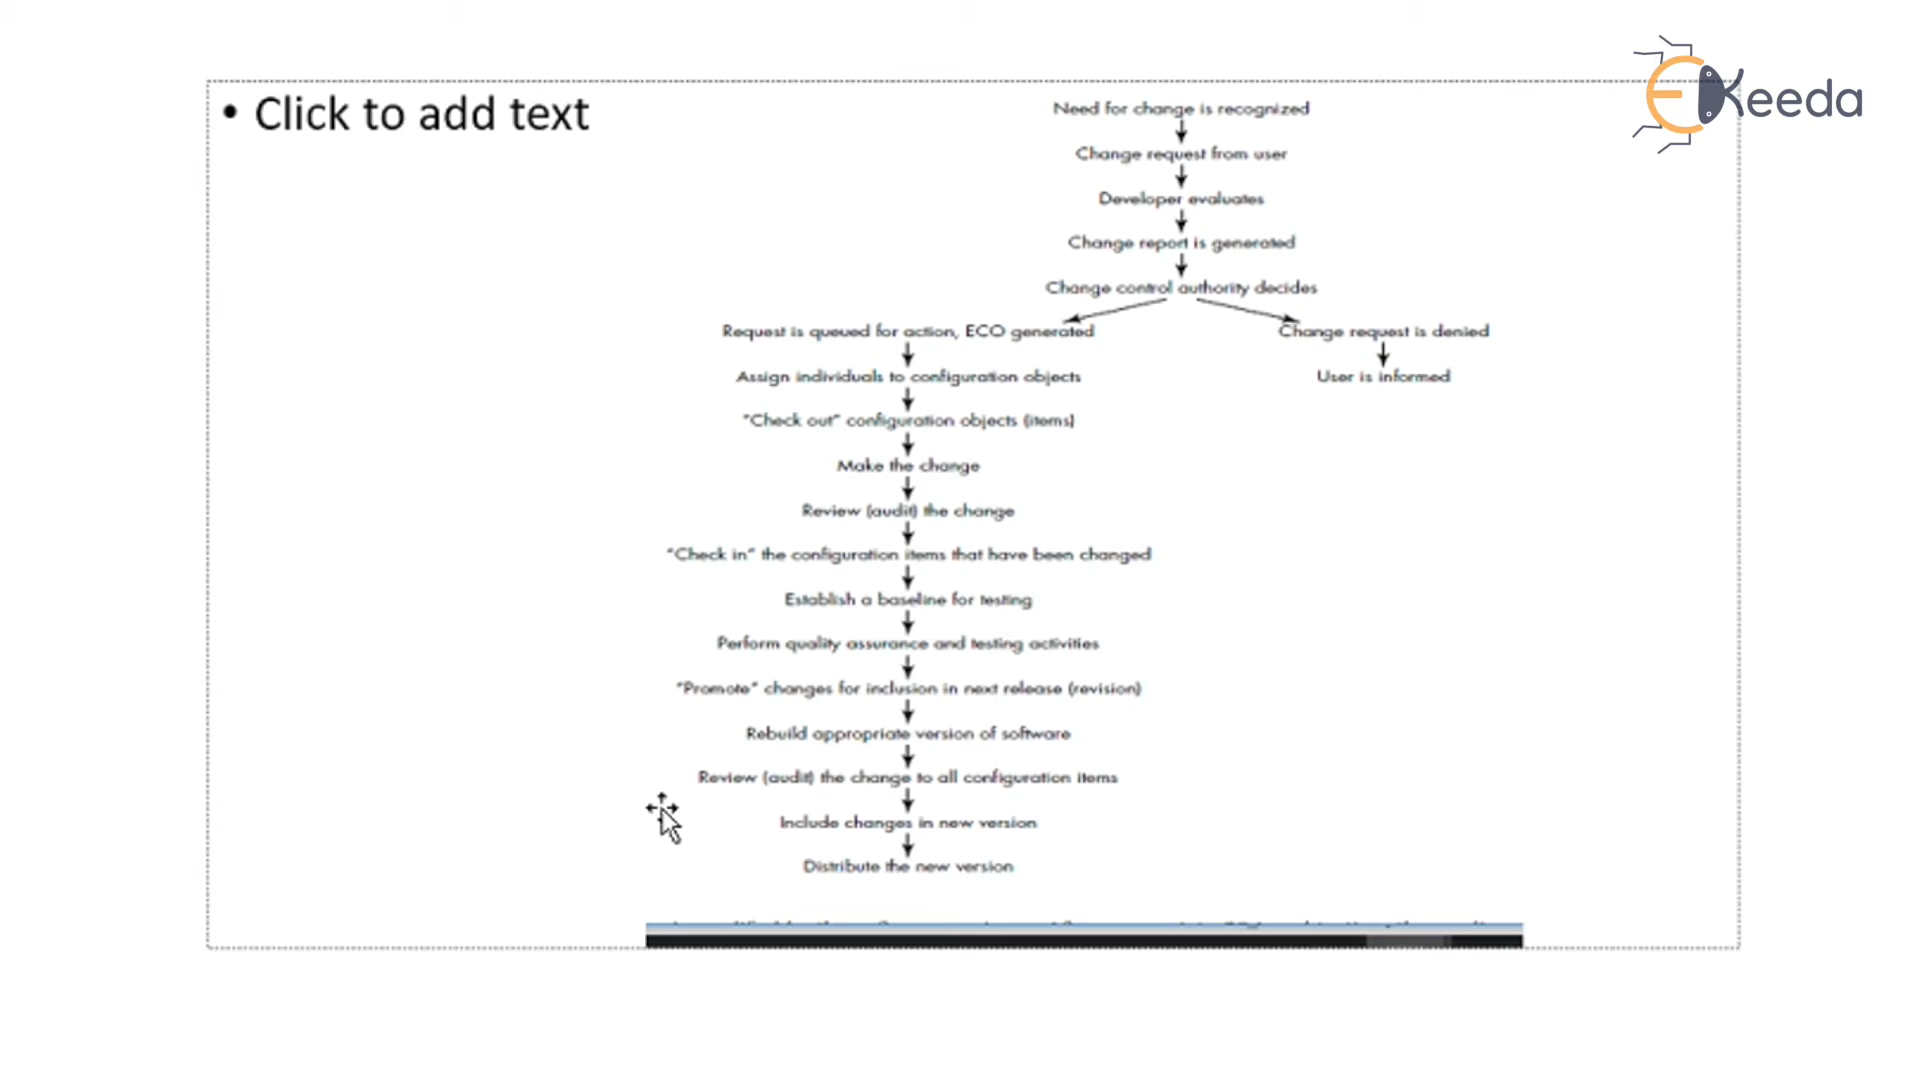 EKeeda
• Click to add text
Need for change is recognized
Change request from user
Developer evaluates
Change report is generated
Change control authority decides
Request is queued for action, ECO generated
Change request is denied
Assign individuals to configuration objects
User is informed
"Check out" configuration objects (items)
Make the change
Review (audit) the change
"Check in" the configuration items that have been changed
Establish a baseline for testing
Perform quality assurance and testing activities
"Promote" changes for inclusion in next release (revision)
Rebuild appropriate version of software
Review (audit) the change to all configuration items
Include changes in new version
Distribute the new version